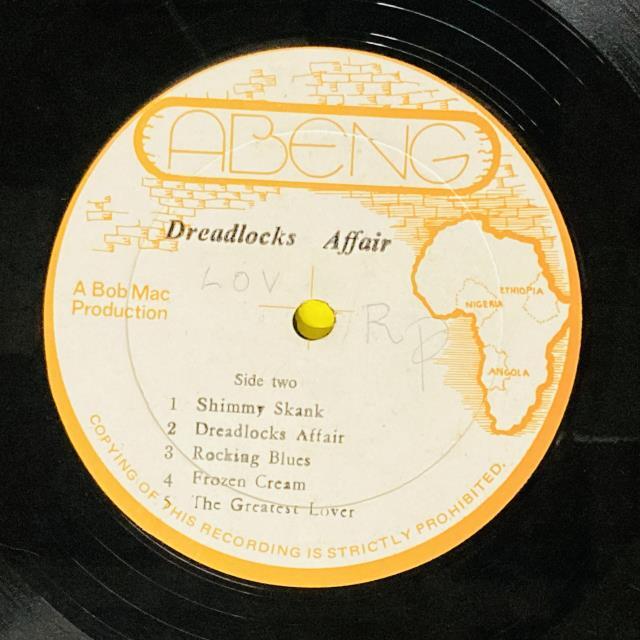 ABENG
Dreadlocks Affair
LOV
A Bob Mac
Production
RP
ETHIOPIA
NIGERIA
ANGOLA
Side two
1 Shimmy Skank
2 Dreadlocks Affair
3 Rocking Blues
4 Frozen Cream
5 The Greatest Lover
COPYING OF THIS RECORDING IS STRICTLY PROHIBITED.